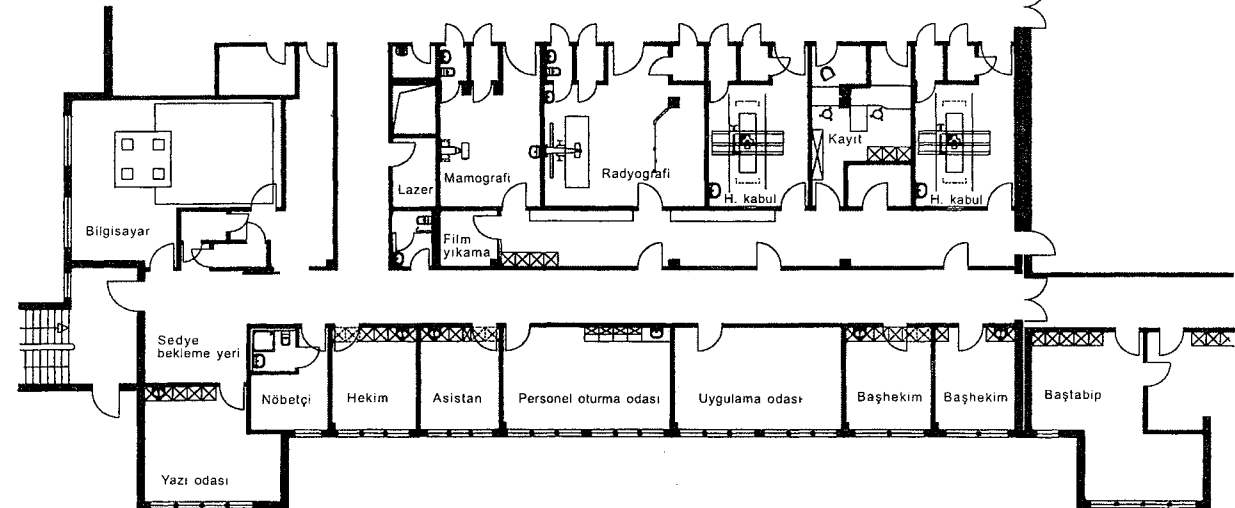 Kayıt
Lazer
Mamografi
Radyografi
H. kabul
H. kabul
Bilgisayar
Film
yıkama
Sedye
bekleme yeri
Nöbetçi
Hekim
Asistan
Personel oturma odası
Uygulama odası
Başhekim
Başhekim
Baştabip
Yazı odası